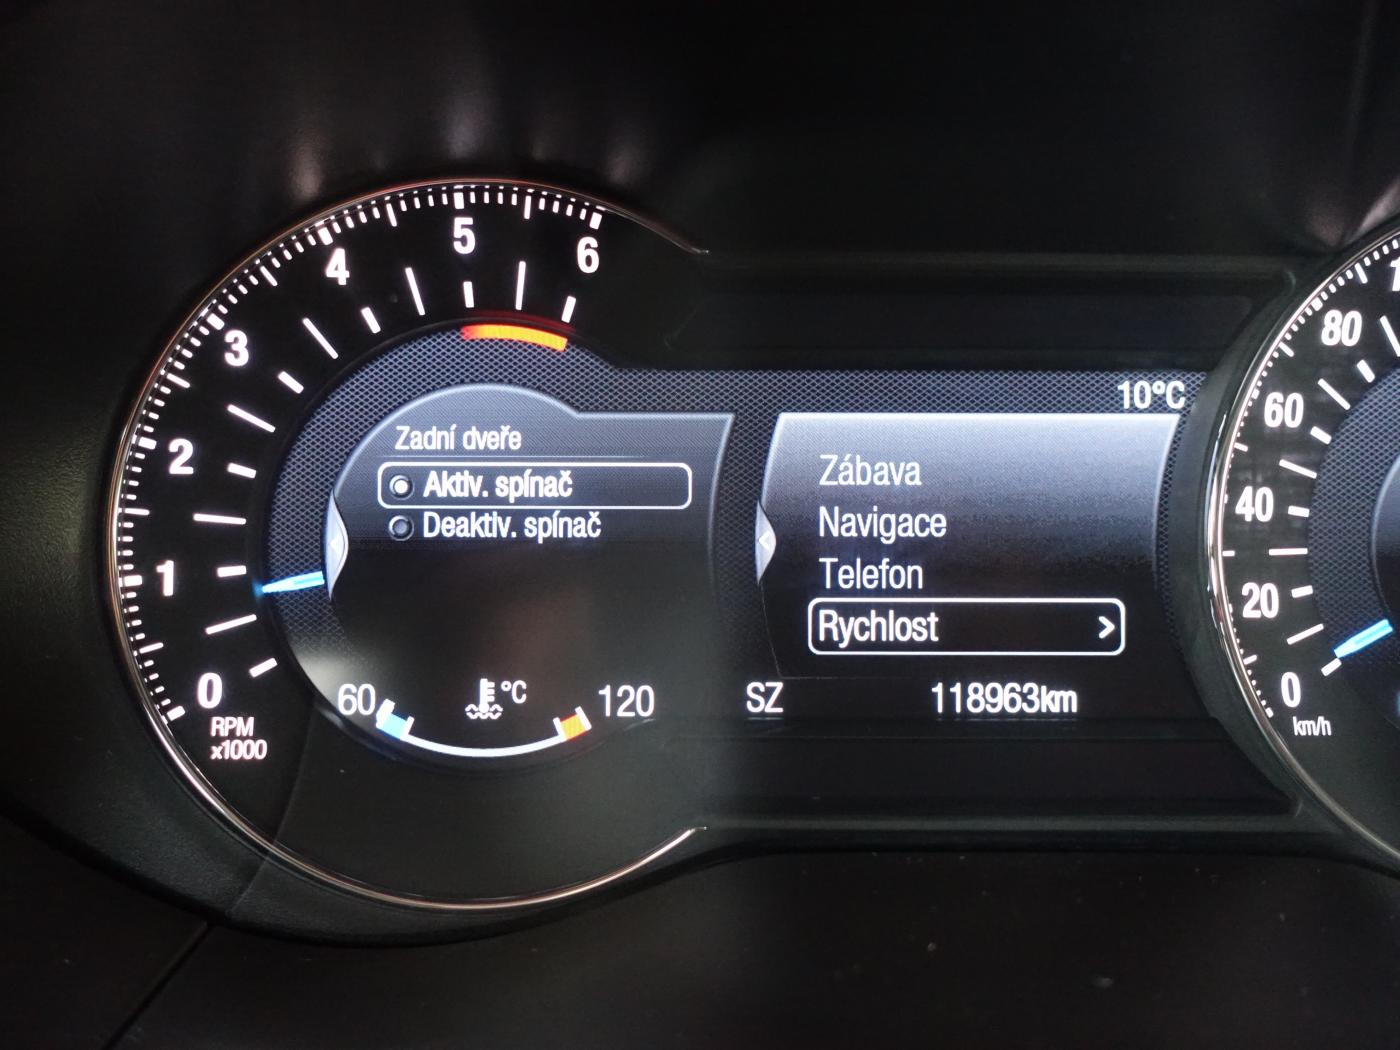 6
5
4
3
2
1
0
RPM
x1000
Zadní dveře
Aktiv. spínač
Deaktiv. spínač
60
°C
120
10°C
Zábava
Navigace
Telefon
Rychlost
SZ 118963km
80
60
40
20
0
km/h